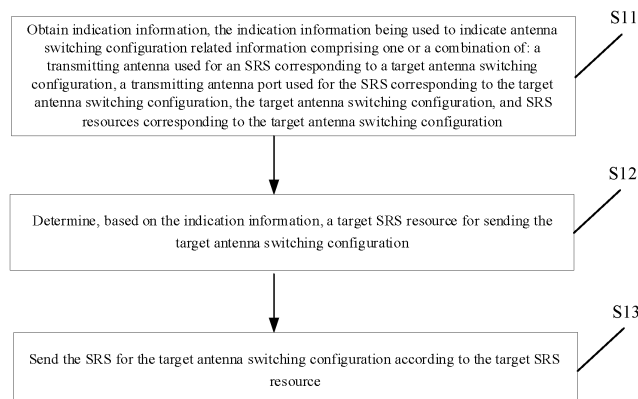 S11
Obtain indication information, the indication information being used to indicate antenna
switching configuration related information comprising one or a combination of: a
transmitting antenna used for an SRS corresponding to a target antenna switching
configuration, a transmitting antenna port used for the SRS corresponding to the target
antenna switching configuration, the target antenna switching configuration, and SRS
resources corresponding to the target antenna switching configuration
S12
Determine, based on the indication information, a target SRS resource for sending the
target antenna switching configuration
S13
Send the SRS for the target antenna switching configuration according to the target SRS
resource